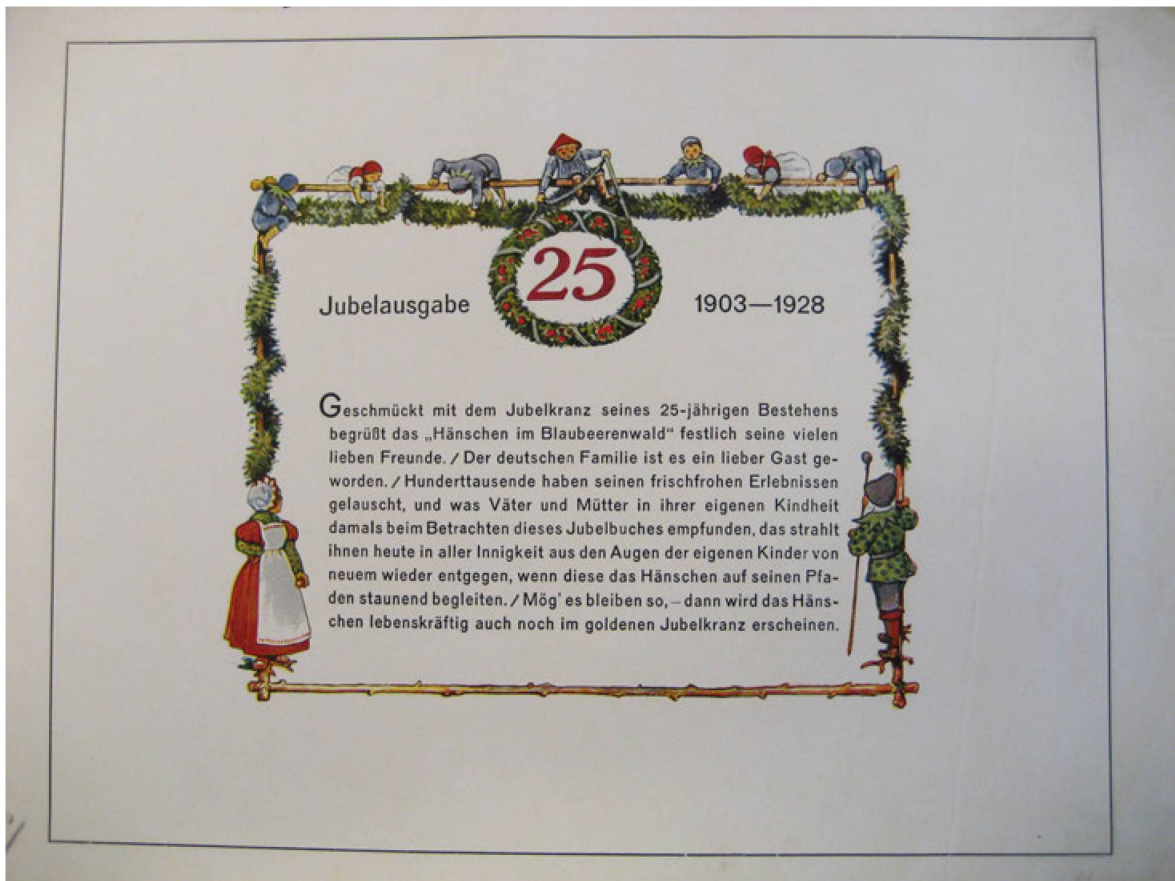 25
Jubelausgabe 1903—1928
Geschmückt mit dem Jubelkranz seines 25-jährigen Bestehens
begrüßt das „Hänschen im Blaubeerenwald“ festlich seine vielen
lieben Freunde. / Der deutschen Familie ist es ein lieber Gast ge-
worden. / Hunderttausende haben seinen frischfrohen Erlebnissen
gelauscht, und was Väter und Mütter in ihrer eigenen Kindheit
damals beim Betrachten dieses Jubelbuches empfunden, das strahlt
ihnen heute in aller Innigkeit aus den Augen der eigenen Kinder von
neuem wieder entgegen, wenn diese das Hänschen auf seinen Pfa-
den staunend begleiten. / Mög' es bleiben so, – dann wird das Häns-
chen lebenskräftig auch noch im goldenen Jubelkranz erscheinen.